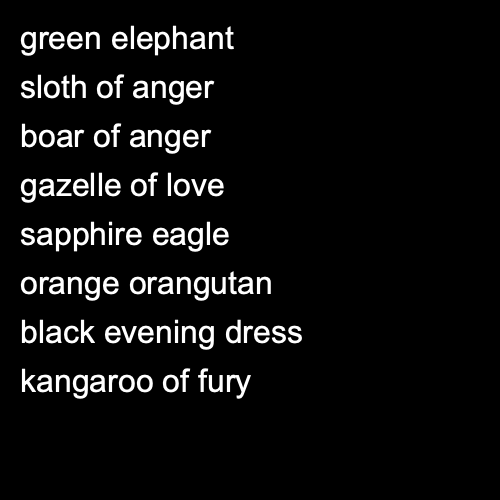 green elephant
sloth of anger
boar of anger
gazelle of love
sapphire eagle
orange orangutan
black evening dress
kangaroo of fury